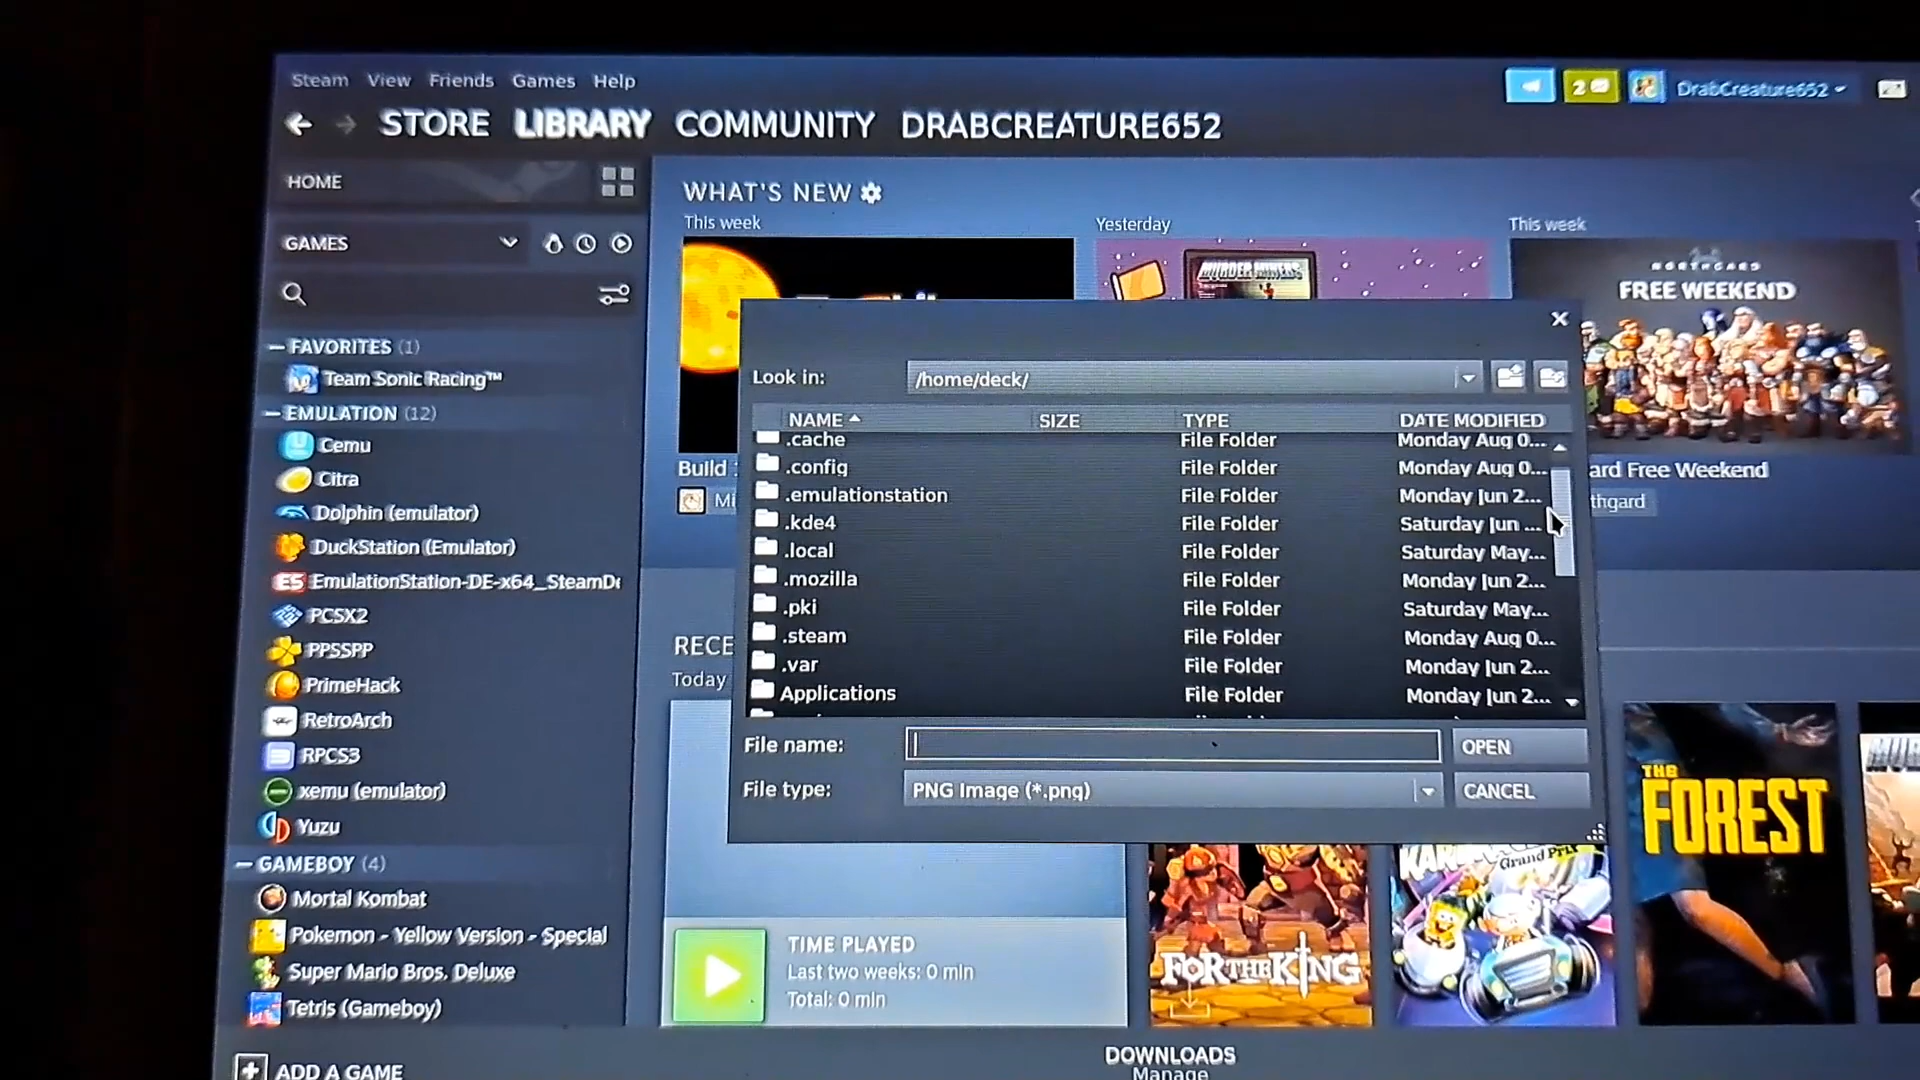 Steam View Friends Games Help
2
DrabCreature652
STORE LIBRARY COMMUNITY DRABCREATURE652
HOME
GAMES
FAVORITES (1)
Team Sonic Racing™
EMULATION (12)
Cemu
Citra
Dolphin (emulator)
DuckStation (Emulator)
ES EmulationStation-DE-x64_SteamDe
PCSX2
PPSSPP
PrimeHack
RetroArch
RPCS3
xemu (emulator)
Yuzu
GAMEBOY (4)
Mortal Kombat
Pokemon - Yellow Version - Special
Super Mario Bros. Deluxe
Tetris (Gameboy)
ADD A GAME
WHAT'S NEW
This week
Yesterday
This week
MURDER MINERS
NORTHGARD
FREE WEEKEND
Build
Mi
ard Free Weekend
thgard
Look in: /home/deck/
NAME SIZE TYPE DATE MODIFIED
.cache File Folder Monday Aug 0...
.config File Folder Monday Aug 0...
.emulationstation File Folder Monday Jun 2...
.kde4 File Folder Saturday Jun ...
.local File Folder Saturday May...
.mozilla File Folder Monday Jun 2...
.pki File Folder Saturday May...
.steam File Folder Monday Aug 0...
.var File Folder Monday Jun 2...
Applications File Folder Monday Jun 2...
File name: OPEN
File type: PNG Image (*.png) CANCEL
RECE
Today
TIME PLAYED
Last two weeks: 0 min
Total: 0 min
FOR THE KING
Grand Prix
THE
FOREST
DOWNLOADS
Manage